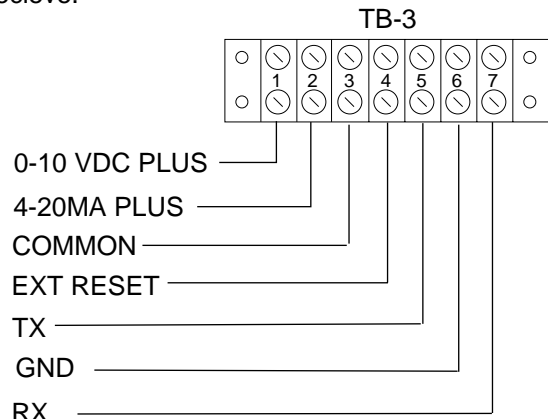 TB-3
1 2 3 4 5 6 7
0-10 VDC PLUS
4-20MA PLUS
COMMON
EXT RESET
TX
GND
RX